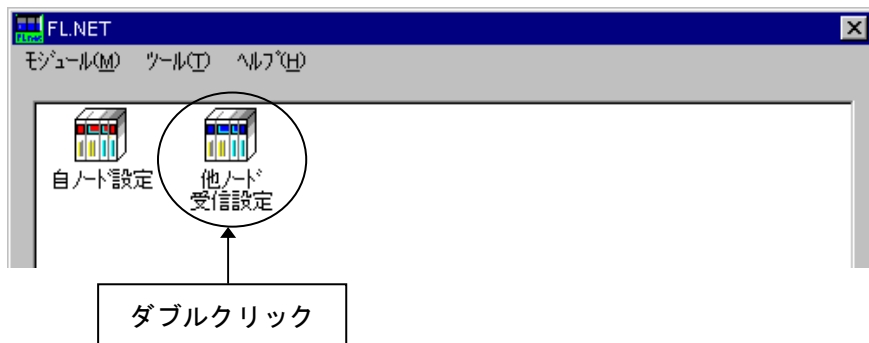 FL.NET
ﾓｼﾞｭｰﾙ(M) ﾂｰﾙ(T) ﾍﾙﾌﾟ(H)
自ﾉｰﾄﾞ設定
他ﾉｰﾄﾞ
受信設定
ダブルクリック